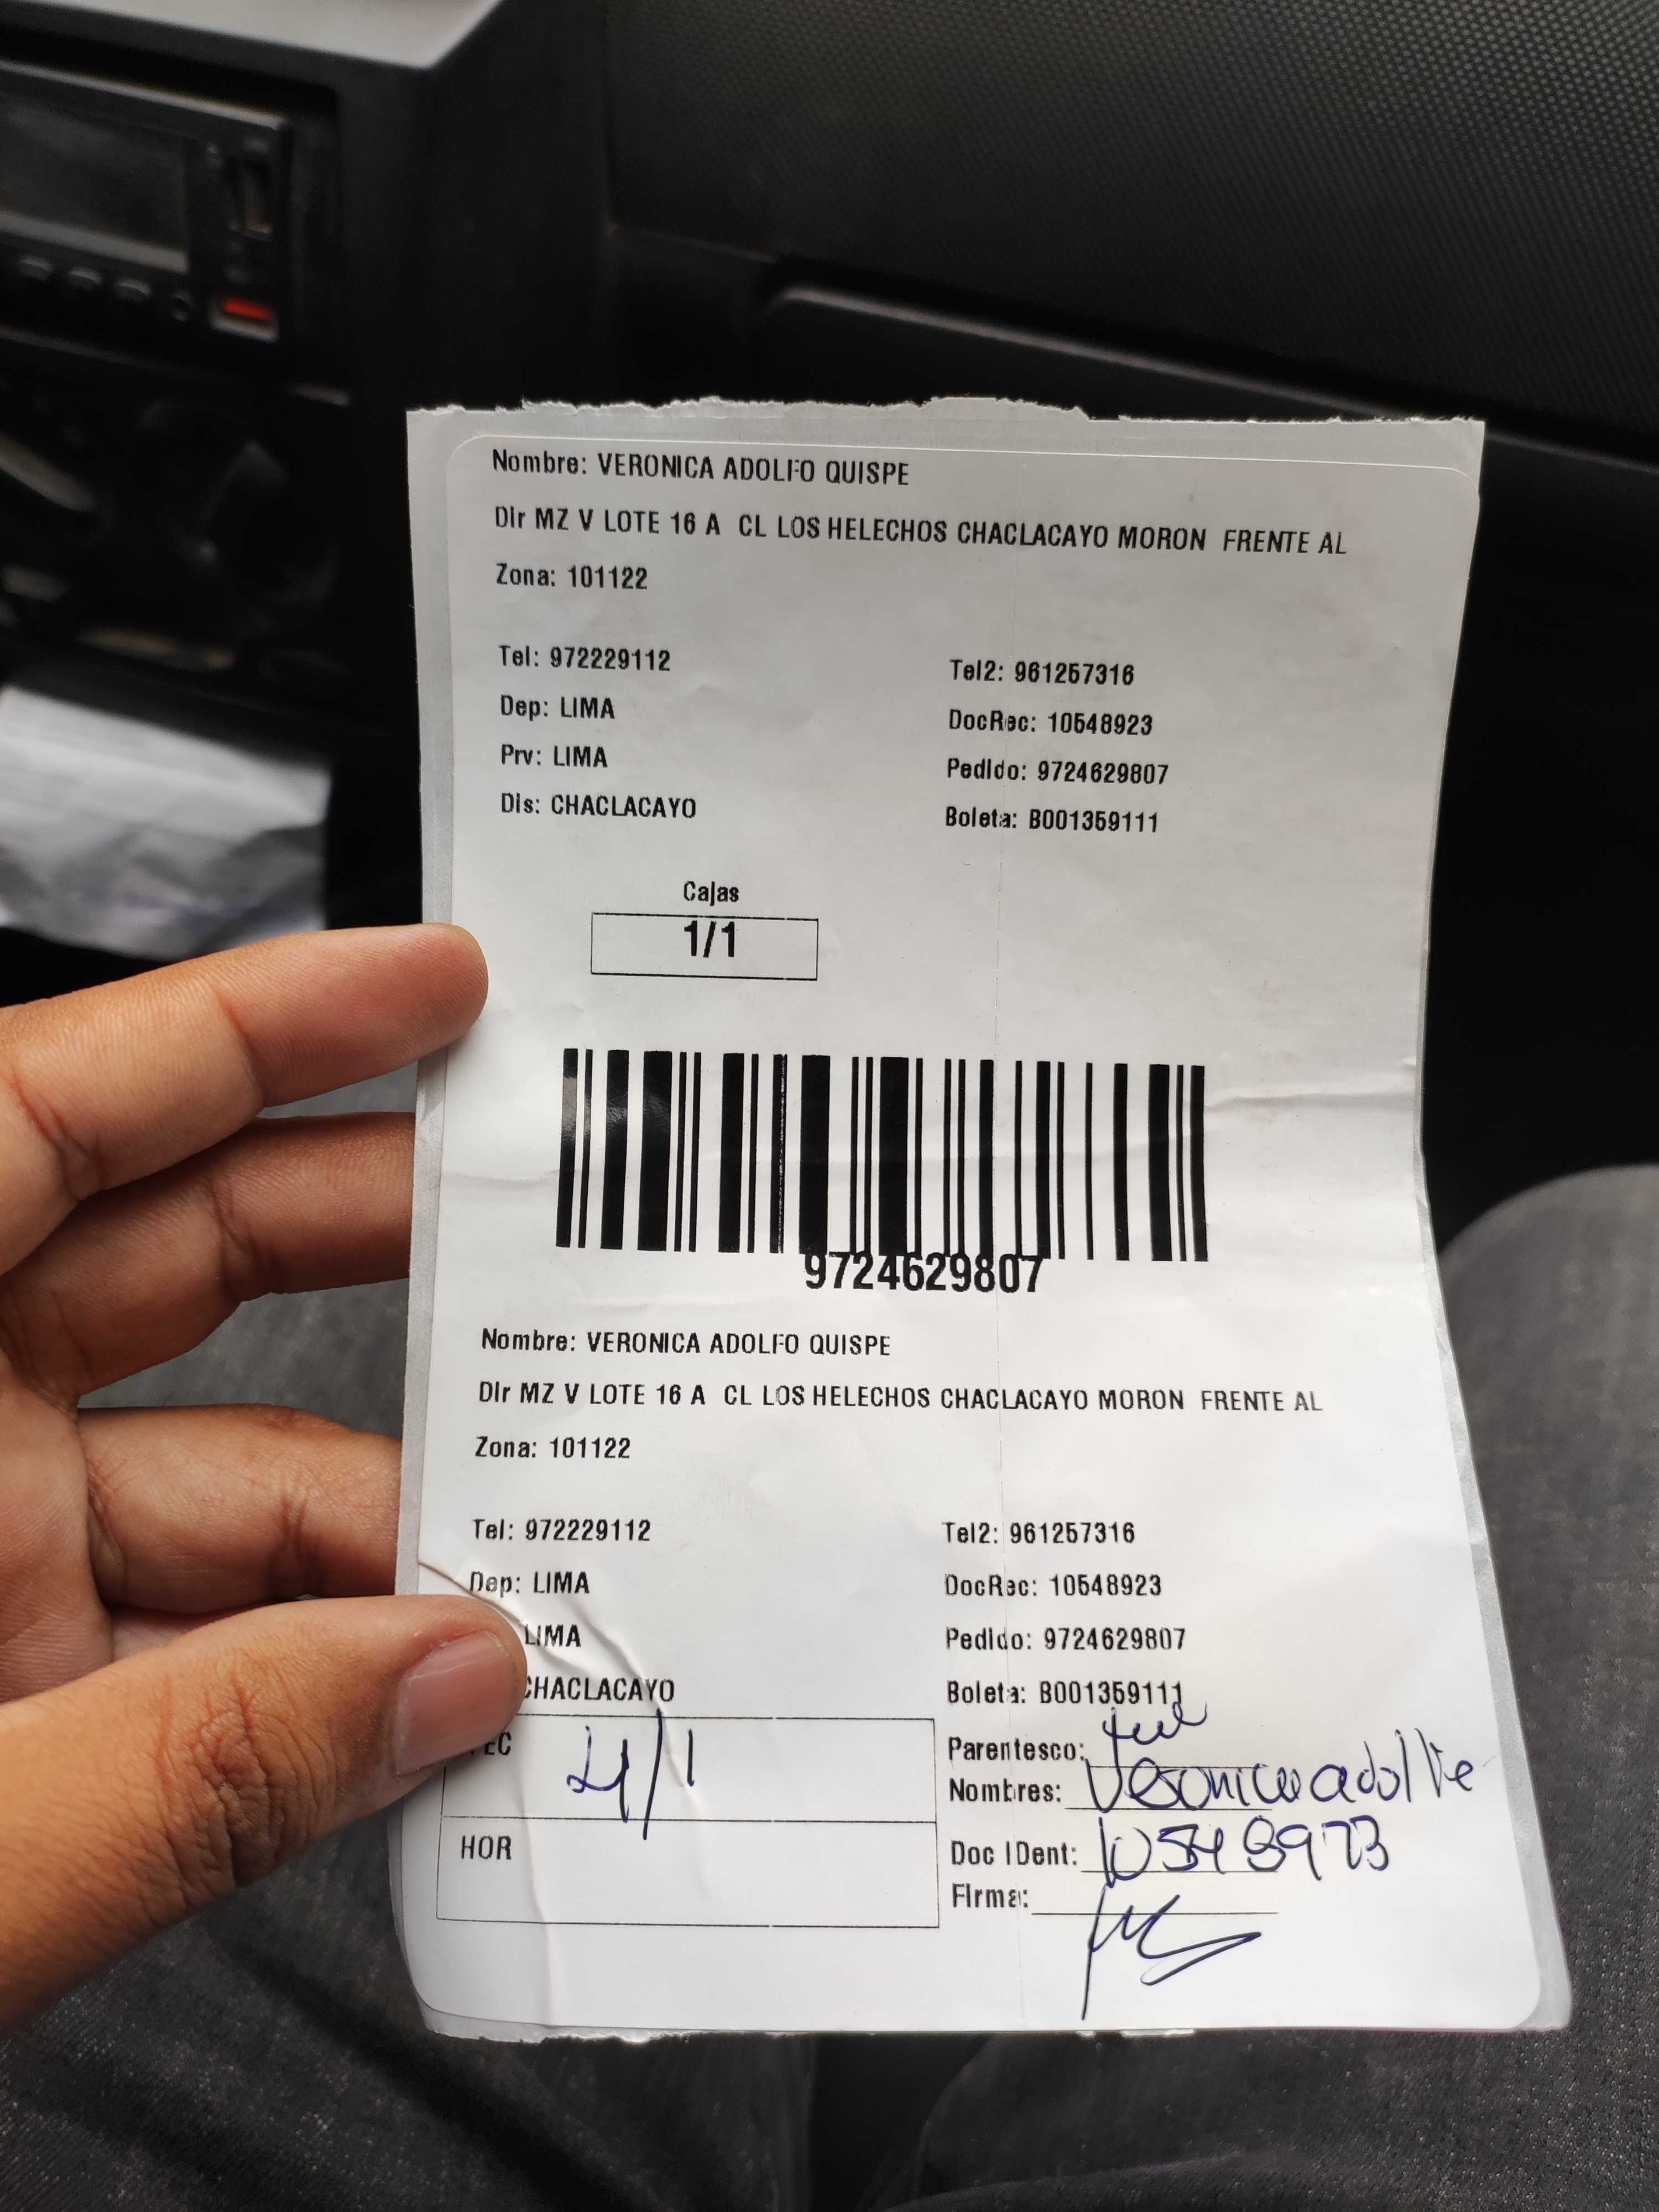 Nombre: VERONICA ADOLFO QUISPE
Dir MZ V LOTE 16 A CL LOS HELECHOS CHACLACAYO MORON FRENTE AL
Zona: 101122
Tel: 972229112 Tel2: 961257316
Dep: LIMA DocRec: 10548923
Prv: LIMA Pedido: 9724629807
Dis: CHACLACAYO Boleta: B001359111
Cajas
1/1
9724629807
Nombre: VERONICA ADOLFO QUISPE
Dir MZ V LOTE 16 A CL LOS HELECHOS CHACLACAYO MORON FRENTE AL
Zona: 101122
Tel: 972229112 Tel2: 961257316
Dep: LIMA DocRec: 10548923
LIMA Pedido: 9724629807
CHACLACAYO Boleta: B001359111
EC 4/1 Parentesco:
Nombres: Veronica
HOR Doc IDent: 10548973
Firma: